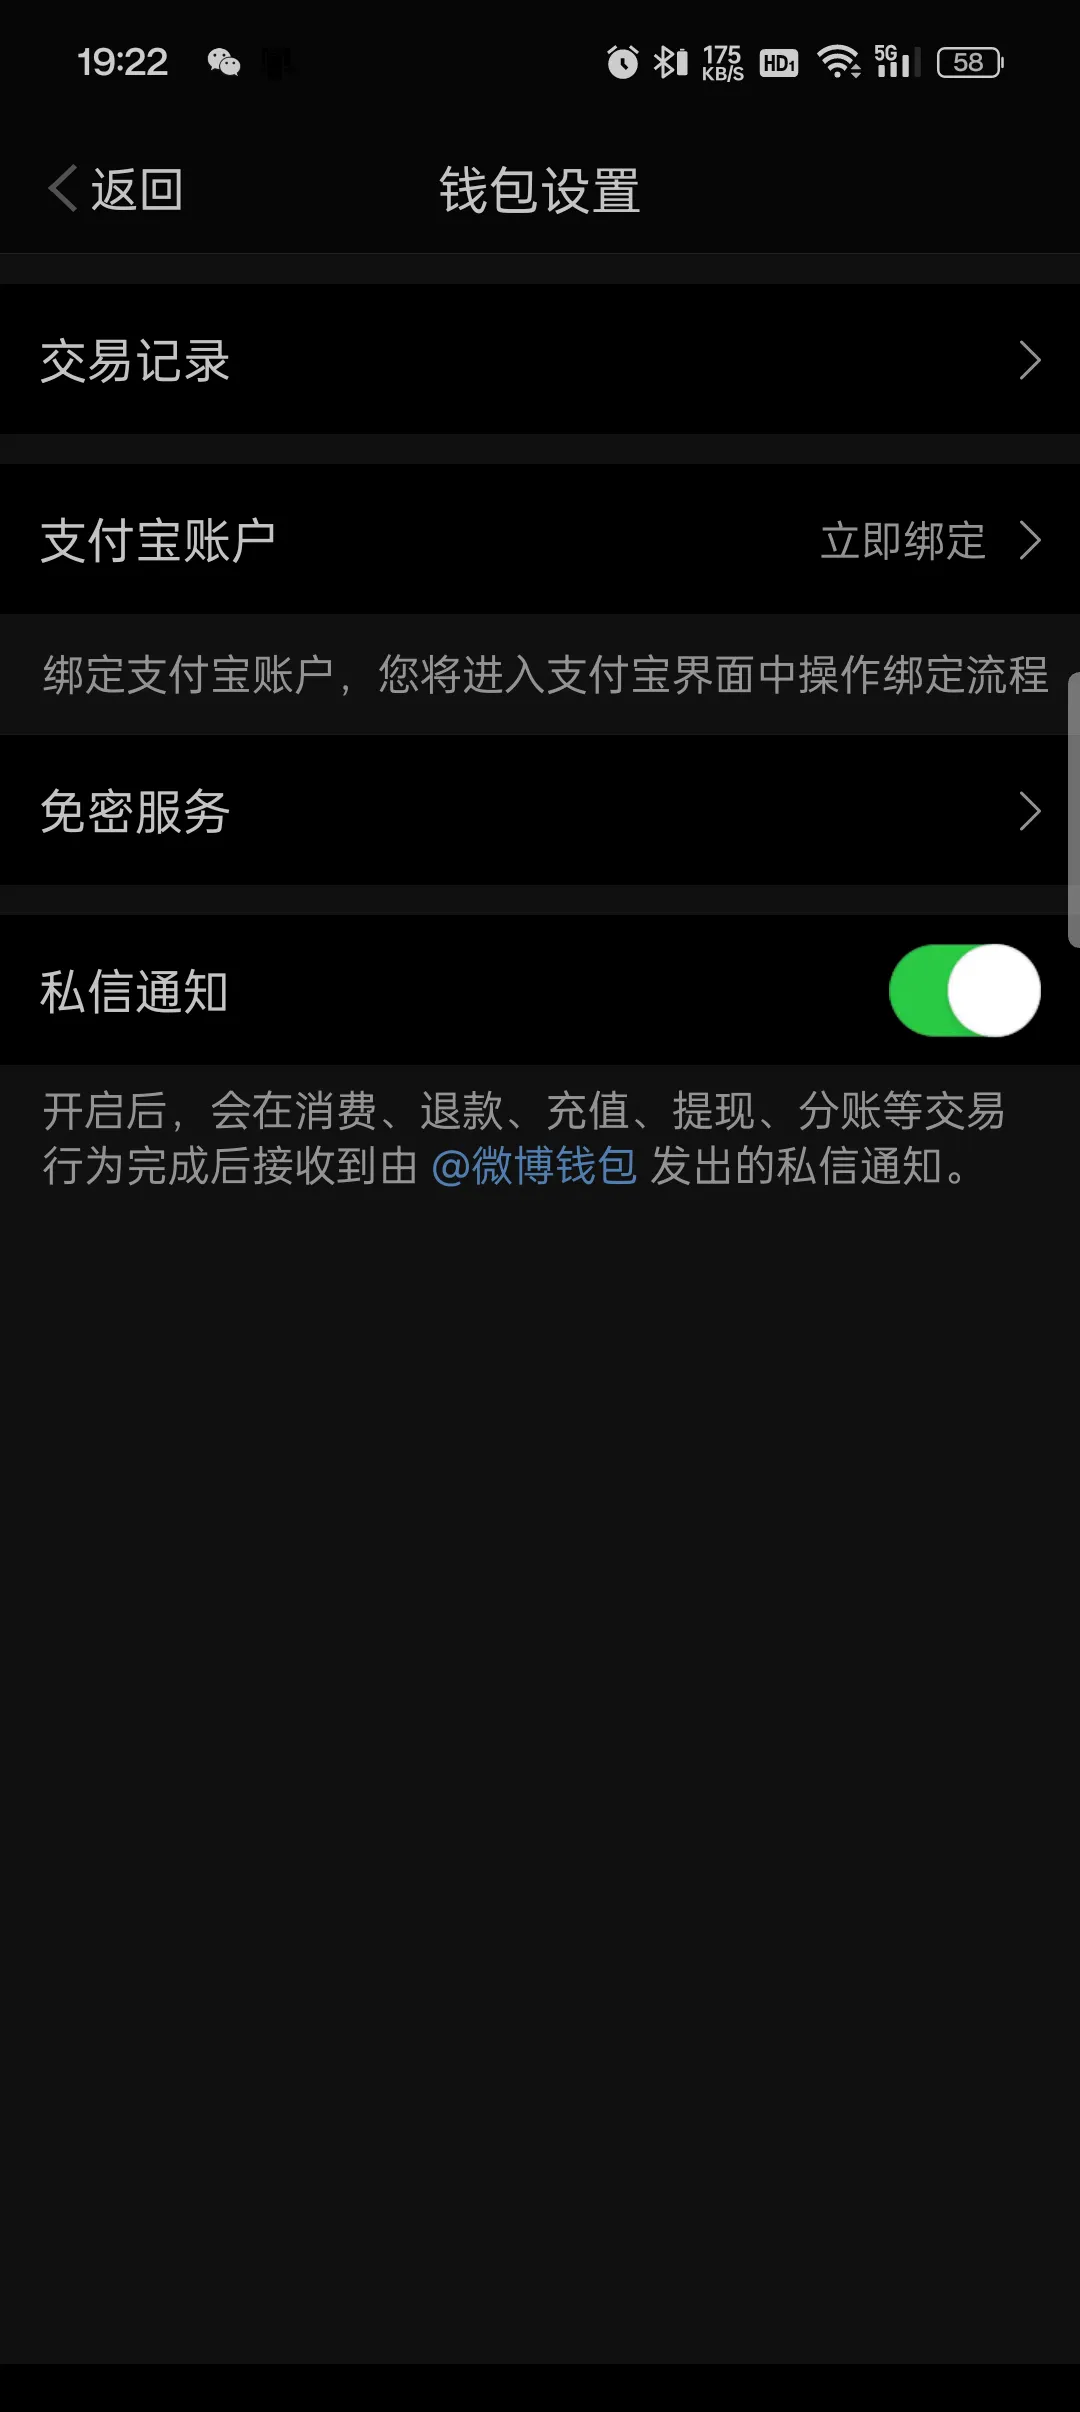 19:22
175
KB/S
HD1
5G
58
返回
钱包设置
交易记录
支付宝账户
立即绑定
绑定支付宝账户，您将进入支付宝界面中操作绑定流程
免密服务
私信通知
开启后，会在消费、退款、充值、提现、分账等交易
行为完成后接收到由 @微博钱包 发出的私信通知。